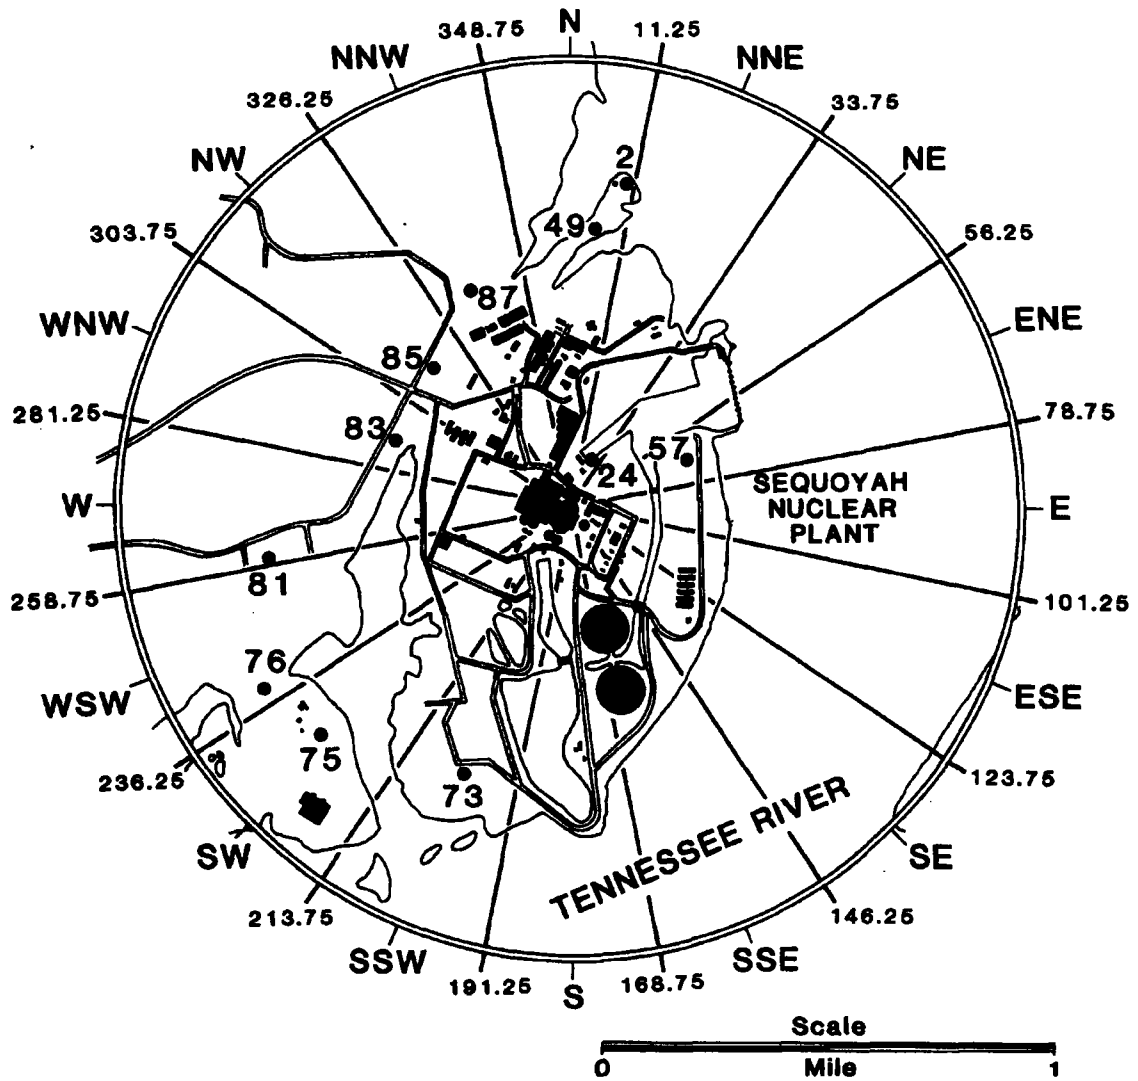 N
348.75
11.25
NNW
NNE
326.25
33.75
NW
2
NE
49
303.75
56.25
87
WNW
ENE
85
281.25
78.75
83
57
24
W
SEQUOYAH
NUCLEAR
PLANT
E
81
258.75
101.25
76
WSW
ESE
75
236.25
123.75
73
TENNESSEE RIVER
SW
SE
213.75
146.25
SSW
SSE
191.25
168.75
S
Scale
0
Mile
1